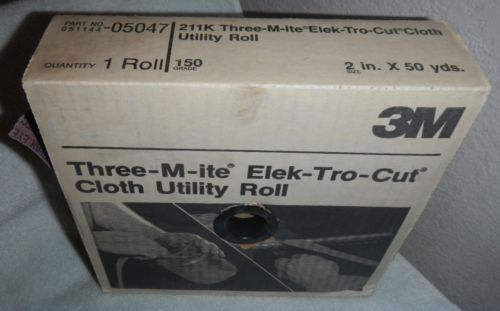 PART NO. 051144-05047
211K Three-M-ite® Elek-Tro-Cut® Cloth
Utility Roll
QUANTITY 1 Roll 150 GRADE 2 in. X 50 yds. SIZE
3M
Three-M-ite® Elek-Tro-Cut®
Cloth Utility Roll